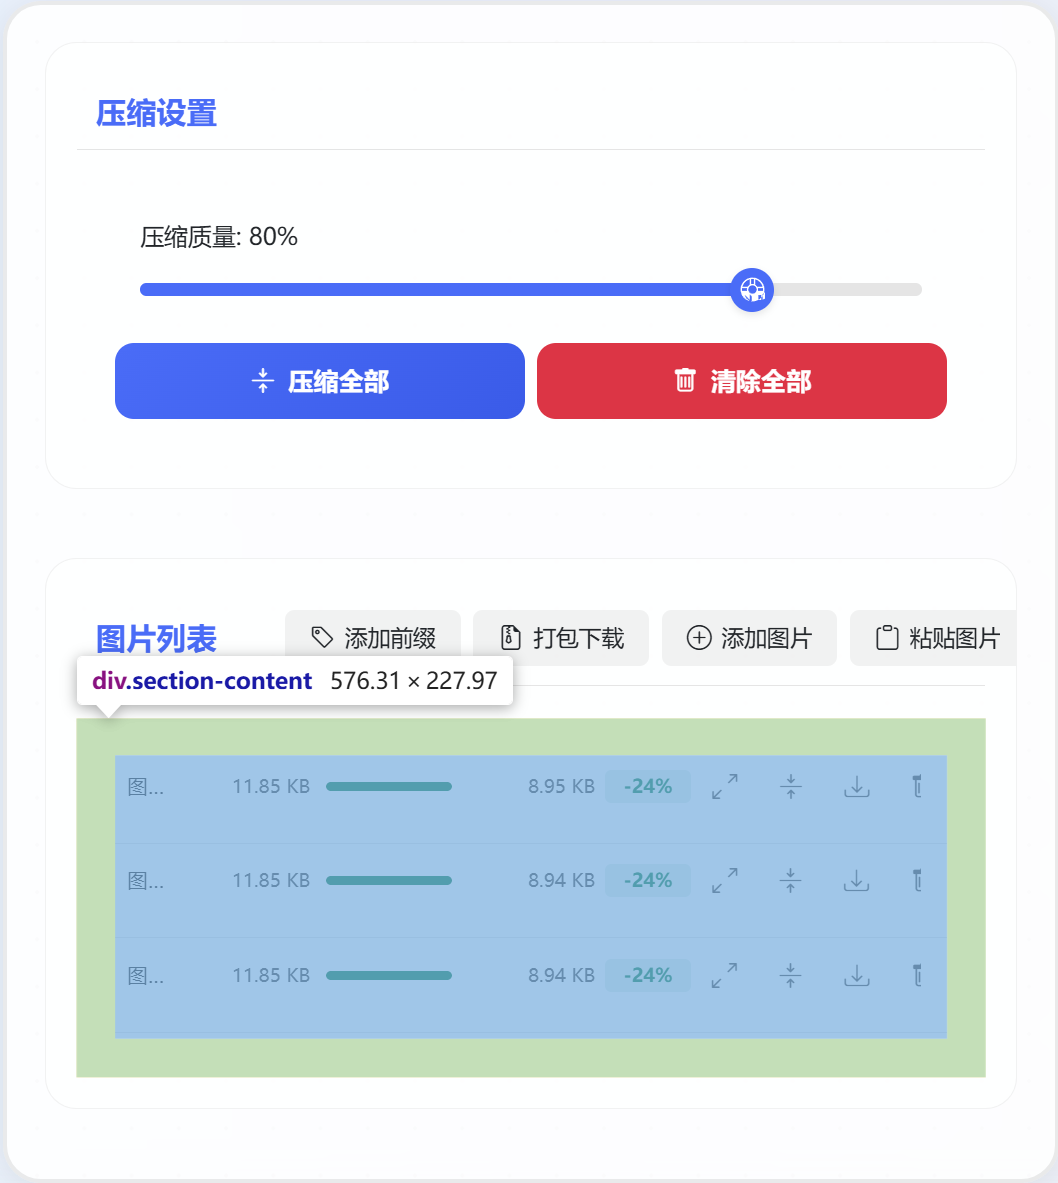 压缩设置
压缩质量: 80%
压缩全部 清除全部
图片列表 添加前缀 打包下载 添加图片 粘贴图片
div.section-content 576.31 × 227.97
图... 11.85 KB 8.95 KB -24%
图... 11.85 KB 8.94 KB -24%
图... 11.85 KB 8.94 KB -24%